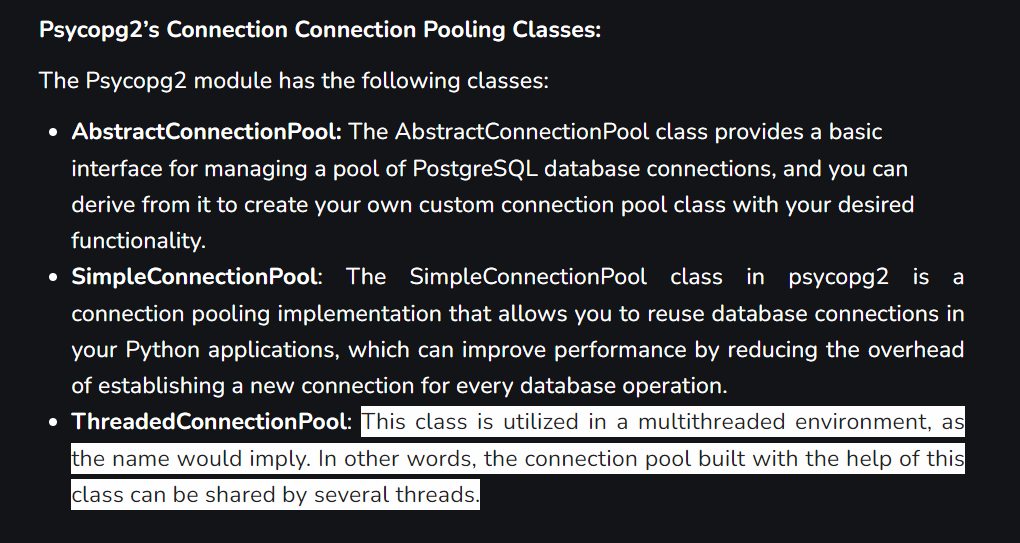 Psycopg2’s Connection Connection Pooling Classes:
The Psycopg2 module has the following classes:
• AbstractConnectionPool: The AbstractConnectionPool class provides a basic
interface for managing a pool of PostgreSQL database connections, and you can
derive from it to create your own custom connection pool class with your desired
functionality.
• SimpleConnectionPool: The SimpleConnectionPool class in psycopg2 is a
connection pooling implementation that allows you to reuse database connections in
your Python applications, which can improve performance by reducing the overhead
of establishing a new connection for every database operation.
• ThreadedConnectionPool: This class is utilized in a multithreaded environment, as
the name would imply. In other words, the connection pool built with the help of this
class can be shared by several threads.